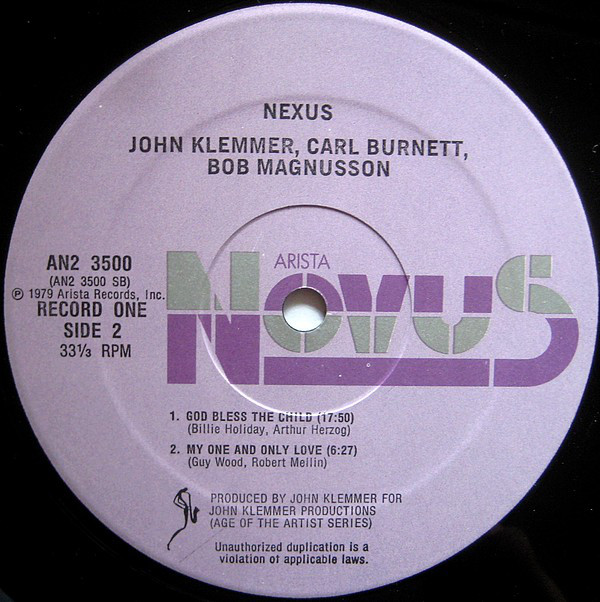 NEXUS
JOHN KLEMMER, CARL BURNETT,
BOB MAGNUSSON
ARISTA
NOVUS
AN2 3500
(AN2 3500 SB)
℗ 1979 Arista Records, Inc.
RECORD ONE
SIDE 2
33⅓ RPM
1. GOD BLESS THE CHILD (17:50)
(Billie Holiday, Arthur Herzog)
2. MY ONE AND ONLY LOVE (6:27)
(Guy Wood, Robert Mellin)
PRODUCED BY JOHN KLEMMER FOR
JOHN KLEMMER PRODUCTIONS
(AGE OF THE ARTIST SERIES)
Unauthorized duplication is a
violation of applicable laws.